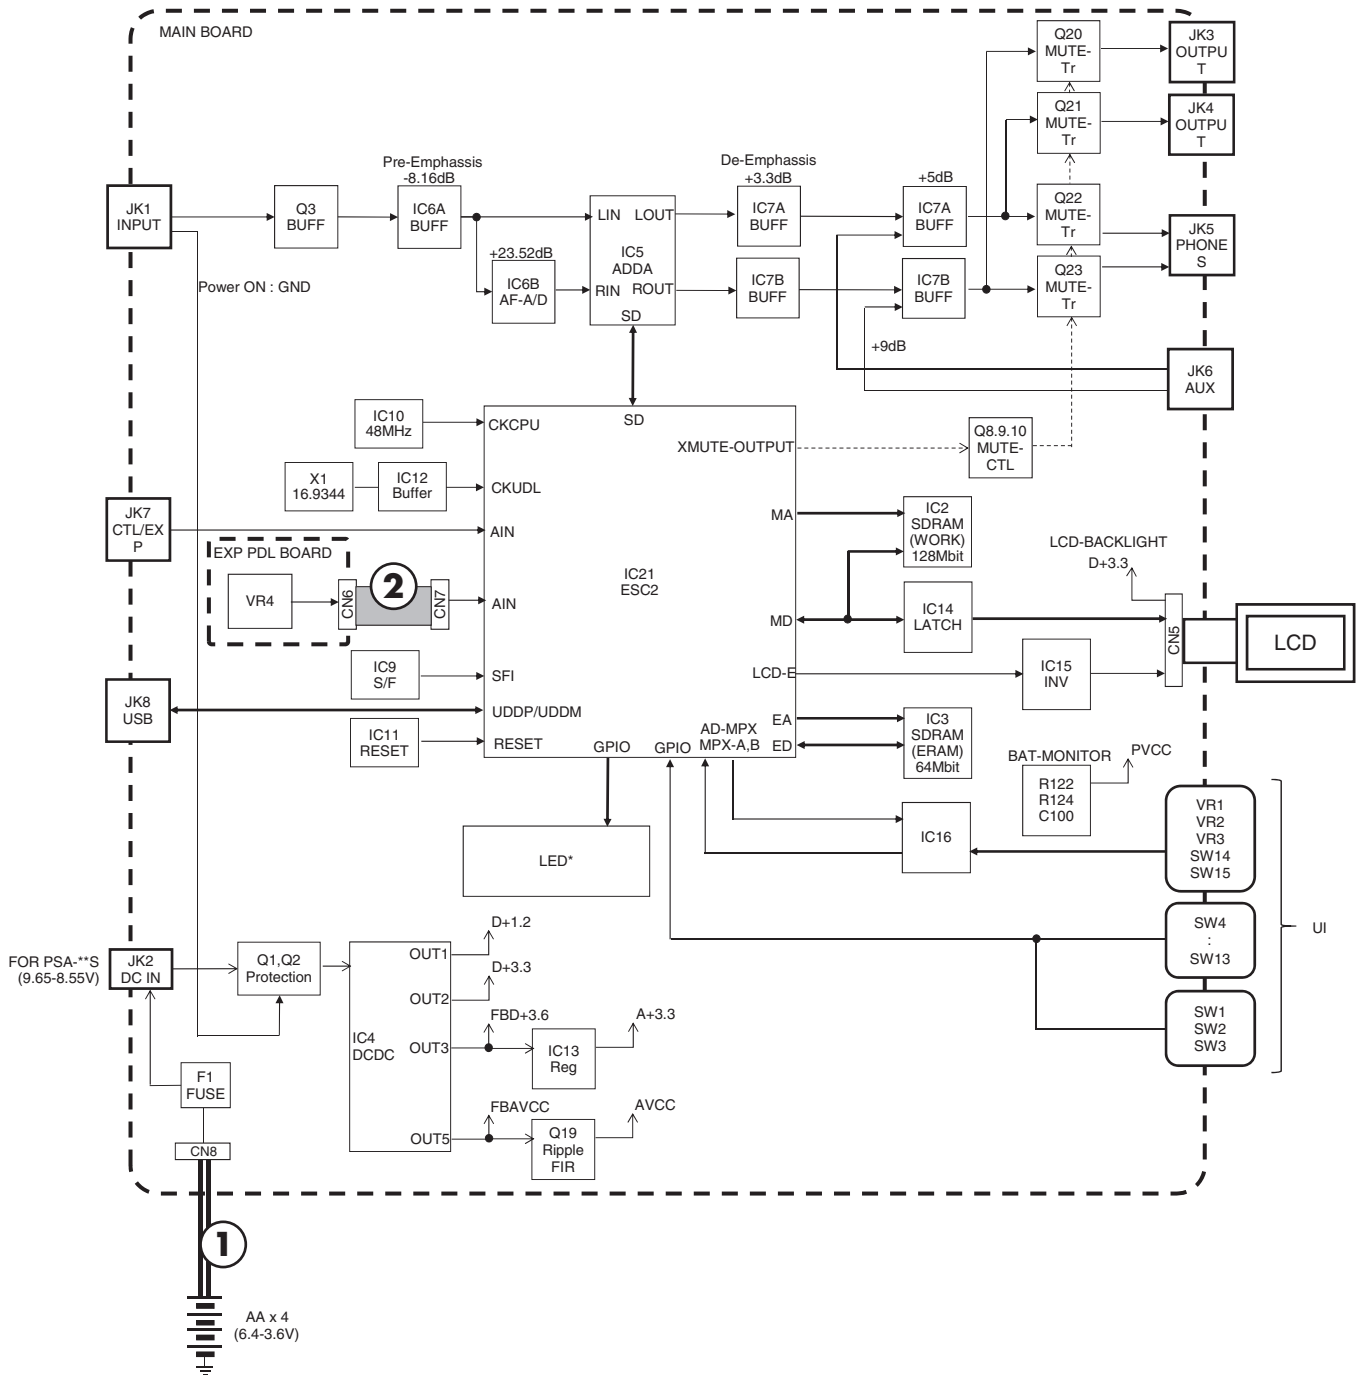 MAIN BOARD
Q20
MUTE-
Tr
JK3
OUTPU
T
Q21
MUTE-
Tr
JK4
OUTPU
T
Pre-Emphassis
-8.16dB
De-Emphassis
+3.3dB
+5dB
JK1
INPUT
Q3
BUFF
IC6A
BUFF
LIN
LOUT
IC5
ADDA
RIN
ROUT
SD
IC7A
BUFF
IC7A
BUFF
Q22
MUTE-
Tr
JK5
PHONE
S
+23.52dB
IC6B
AF-A/D
IC7B
BUFF
IC7B
BUFF
Q23
MUTE-
Tr
Power ON : GND
+9dB
JK6
AUX
IC10
48MHz
CKCPU
SD
XMUTE-OUTPUT
Q8.9.10
MUTE-
CTL
X1
16.9344
IC12
Buffer
CKUDL
JK7
CTL/EX
P
AIN
MA
IC2
SDRAM
(WORK)
128Mbit
EXP PDL BOARD
VR4
CN6
2
CN7
AIN
IC21
ESC2
MD
IC14
LATCH
LCD-BACKLIGHT
D+3.3
CN5
LCD
IC9
S/F
SFI
LCD-E
IC15
INV
JK8
USB
UDDP/UDDM
IC11
RESET
RESET
GPIO
GPIO
AD-MPX
MPX-A,B
EA
ED
IC3
SDRAM
(ERAM)
64Mbit
BAT-MONITOR
PVCC
R122
R124
C100
VR1
VR2
VR3
SW14
SW15
IC16
LED*
SW4
:
SW13
UI
SW1
SW2
SW3
FOR PSA-**S
(9.65-8.55V)
JK2
DC IN
Q1,Q2
Protection
IC4
DCDC
OUT1
D+1.2
OUT2
D+3.3
OUT3
FBD+3.6
IC13
Reg
A+3.3
OUT5
FBAVCC
Q19
Ripple
FIR
AVCC
F1
FUSE
CN8
1
AA x 4
(6.4-3.6V)